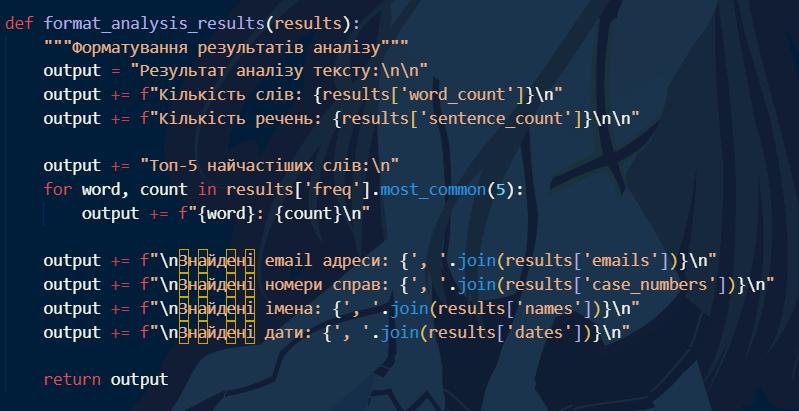 def format_analysis_results(results):
    """Форматування результатів аналізу"""
    output = "Результат аналізу тексту:\n\n"
    output += f"Кількість слів: {results['word_count']}\n"
    output += f"Кількість речень: {results['sentence_count']}\n\n"

    output += "Топ-5 найчастіших слів:\n"
    for word, count in results['freq'].most_common(5):
        output += f"{word}: {count}\n"

    output += f"\nЗнайдені email адреси: {', '.join(results['emails'])}\n"
    output += f"\nЗнайдені номери справ: {', '.join(results['case_numbers'])}\n"
    output += f"\nЗнайдені імена: {', '.join(results['names'])}\n"
    output += f"\nЗнайдені дати: {', '.join(results['dates'])}\n"

    return output